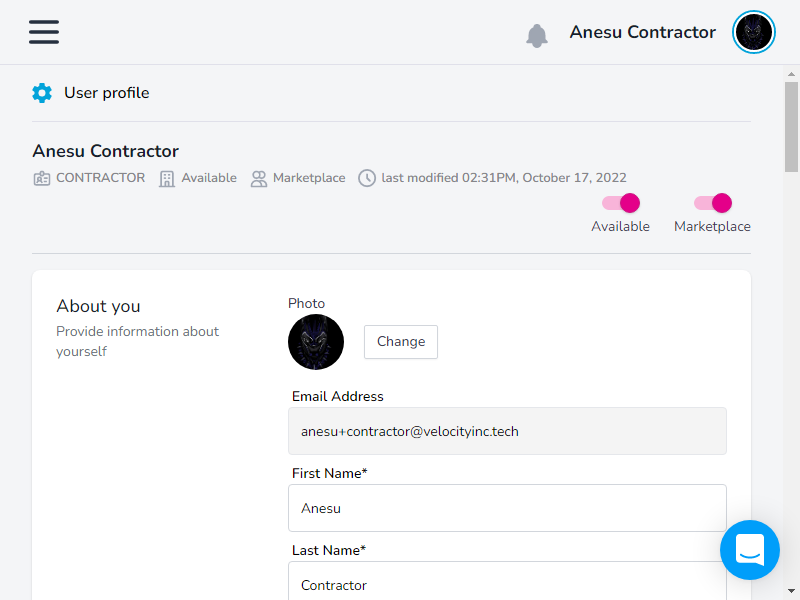 Anesu Contractor
User profile
Anesu Contractor
CONTRACTOR Available Marketplace last modified 02:31PM, October 17, 2022
Available Marketplace
About you
Provide information about
yourself
Photo
Change
Email Address
anesu+contractor@velocityinc.tech
First Name*
Anesu
Last Name*
Contractor